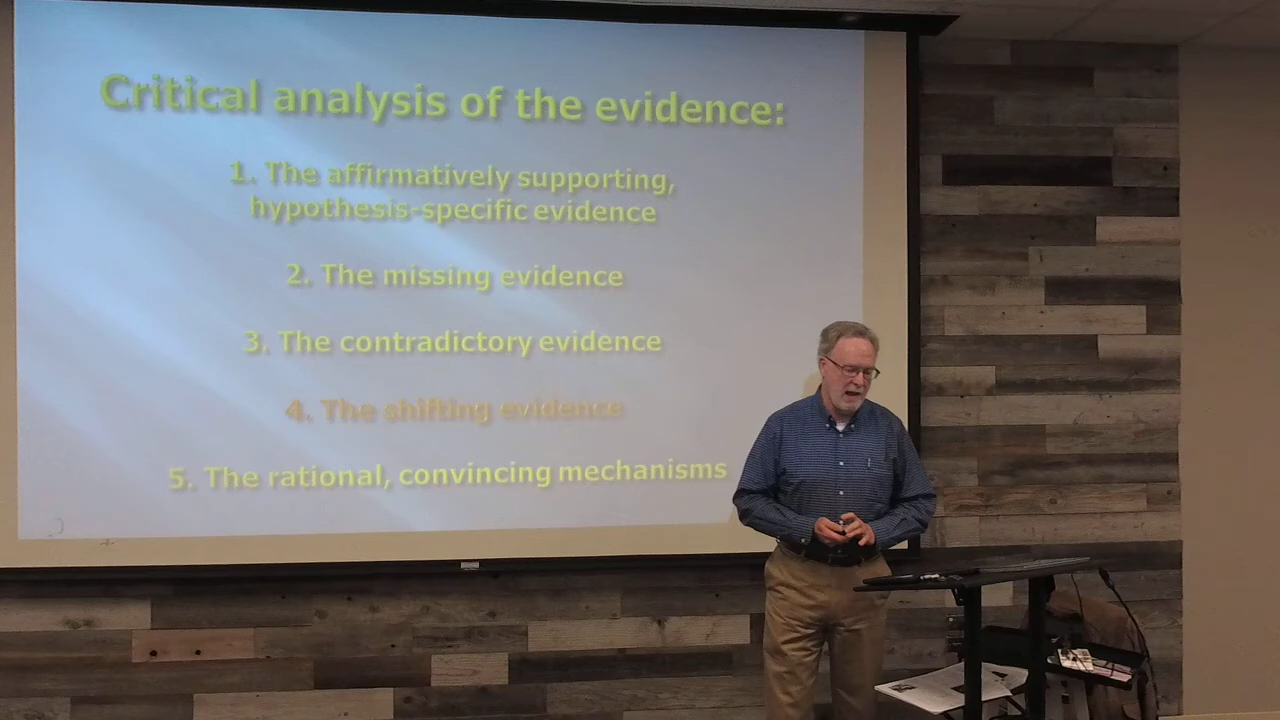 Critical analysis of the evidence:
1. The affirmatively supporting,
hypothesis-specific evidence
2. The missing evidence
3. The contradictory evidence
4. The shifting evidence
5. The rational, convincing mechanisms